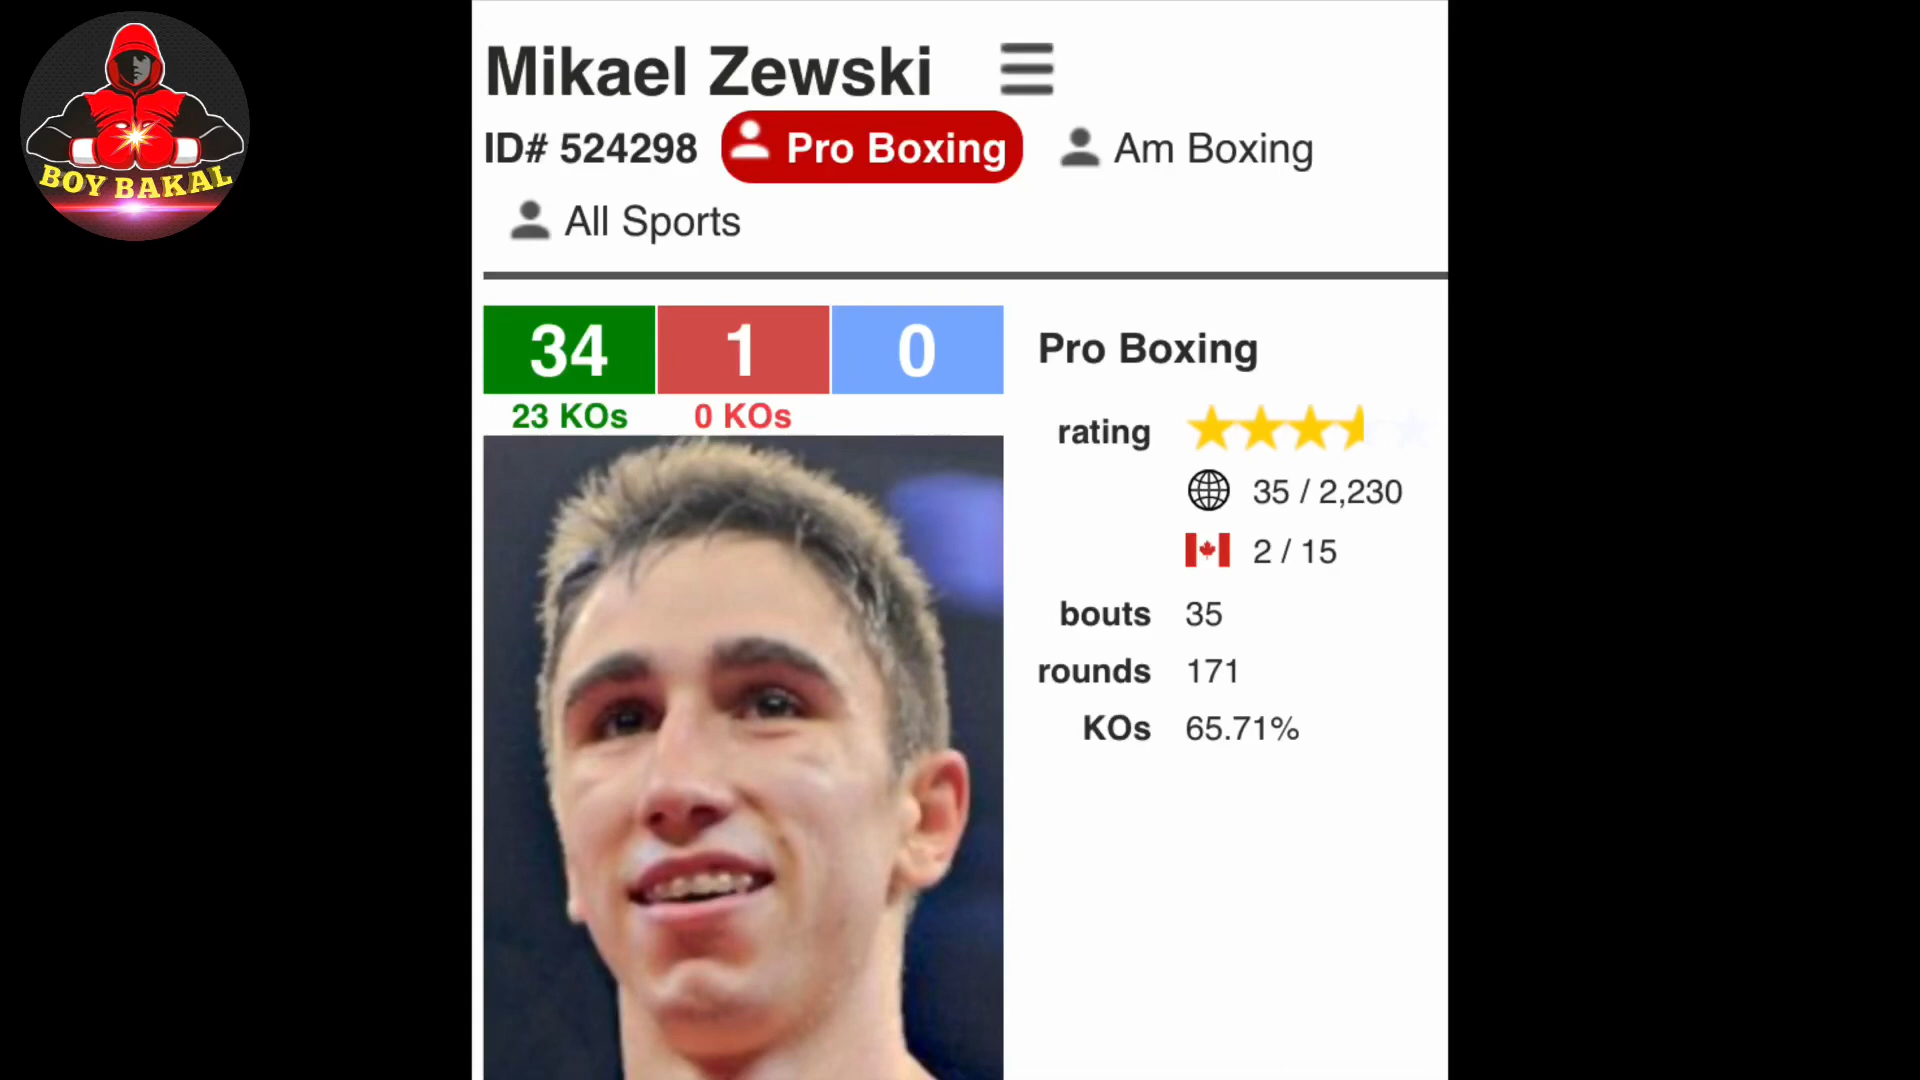 BOY BAKAL
Mikael Zewski
ID# 524298 Pro Boxing Am Boxing
All Sports
34 1 0
23 KOs 0 KOs
Pro Boxing
rating
35 / 2,230
2 / 15
bouts 35
rounds 171
KOs 65.71%